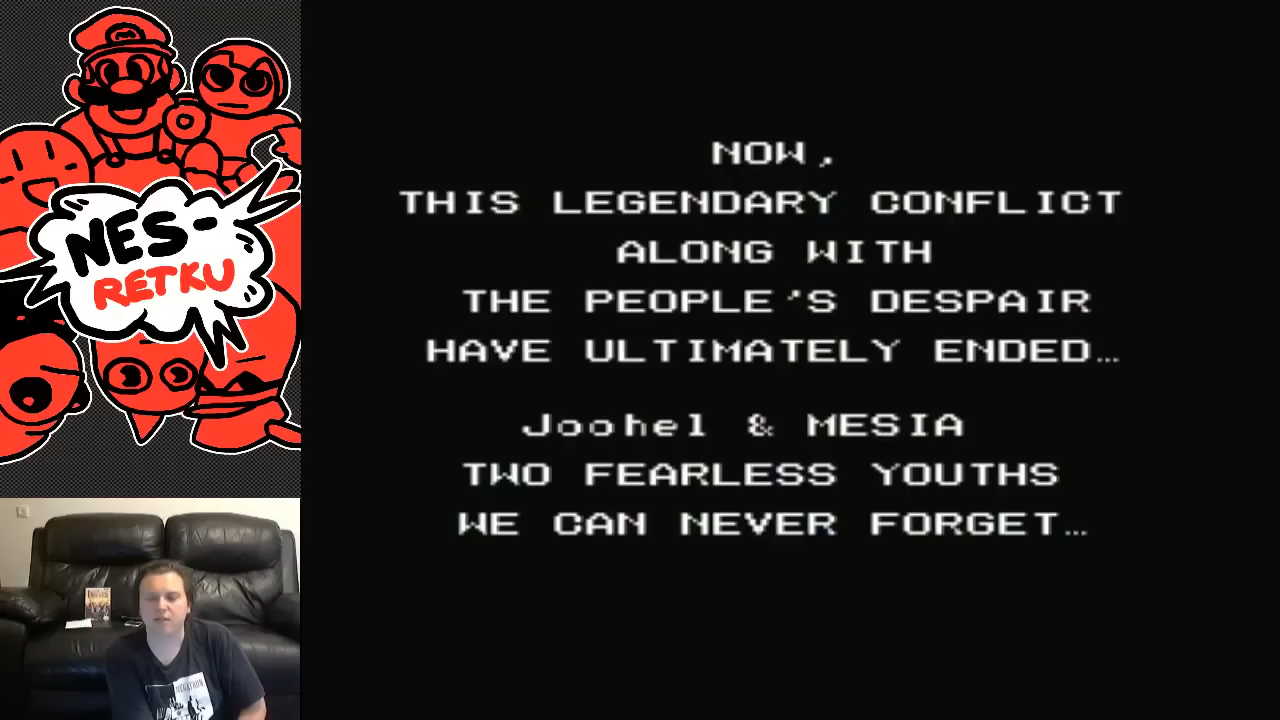 NES-
RETKU
NOW,
THIS LEGENDARY CONFLICT
ALONG WITH
THE PEOPLE'S DESPAIR
HAVE ULTIMATELY ENDED…
Joohel & MESIA
TWO FEARLESS YOUTHS
WE CAN NEVER FORGET…